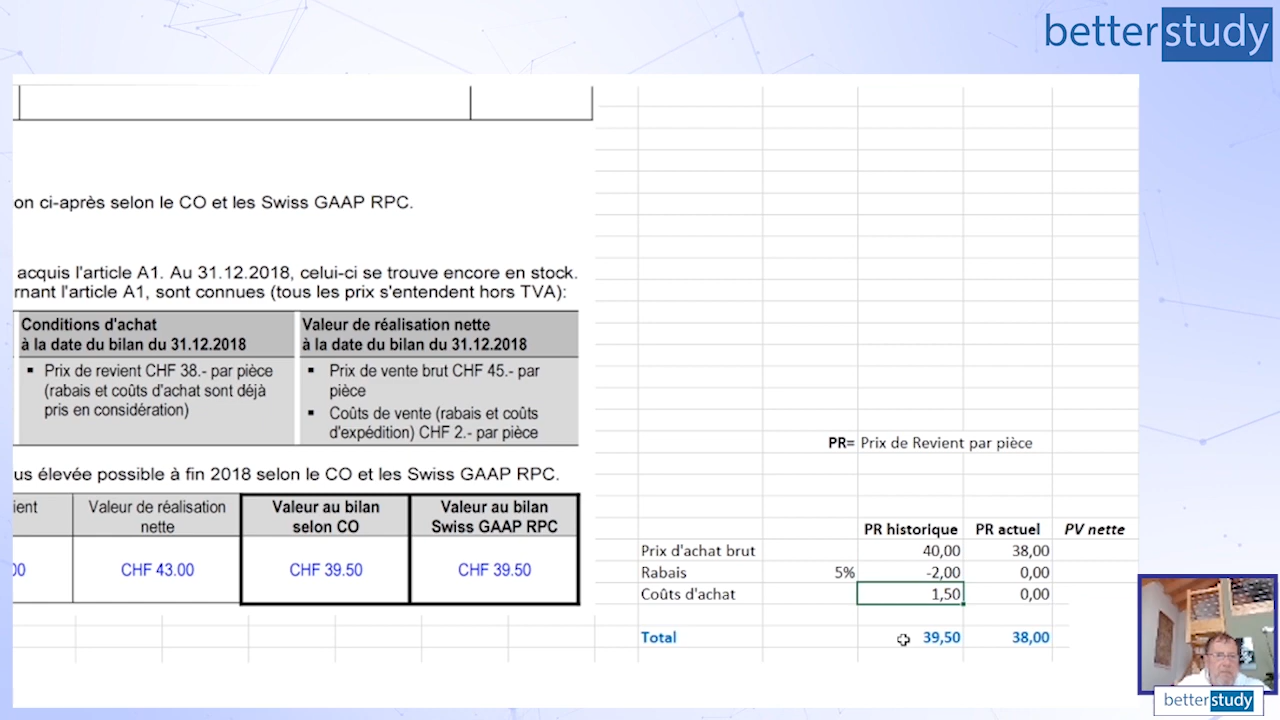 betterstudy
on ci-après selon le CO et les Swiss GAAP RPC.
acquis l'article A1. Au 31.12.2018, celui-ci se trouve encore en stock.
rnant l'article A1, sont connues (tous les prix s'entendent hors TVA):
Conditions d'achat
à la date du bilan du 31.12.2018
Valeur de réalisation nette
à la date du bilan du 31.12.2018
▪ Prix de revient CHF 38.- par pièce
(rabais et coûts d'achat sont déjà
pris en considération)
▪ Prix de vente brut CHF 45.- par
pièce
▪ Coûts de vente (rabais et coûts
d'expédition) CHF 2.- par pièce
us élevée possible à fin 2018 selon le CO et les Swiss GAAP RPC.
ient
Valeur de réalisation
nette
Valeur au bilan
selon CO
Valeur au bilan
Swiss GAAP RPC
00 CHF 43.00 CHF 39.50 CHF 39.50
PR= Prix de Revient par pièce
PR historique PR actuel PV nette
Prix d'achat brut 40,00 38,00
Rabais 5% -2,00 0,00
Coûts d'achat 1,50 0,00
Total 39,50 38,00
betterstudy